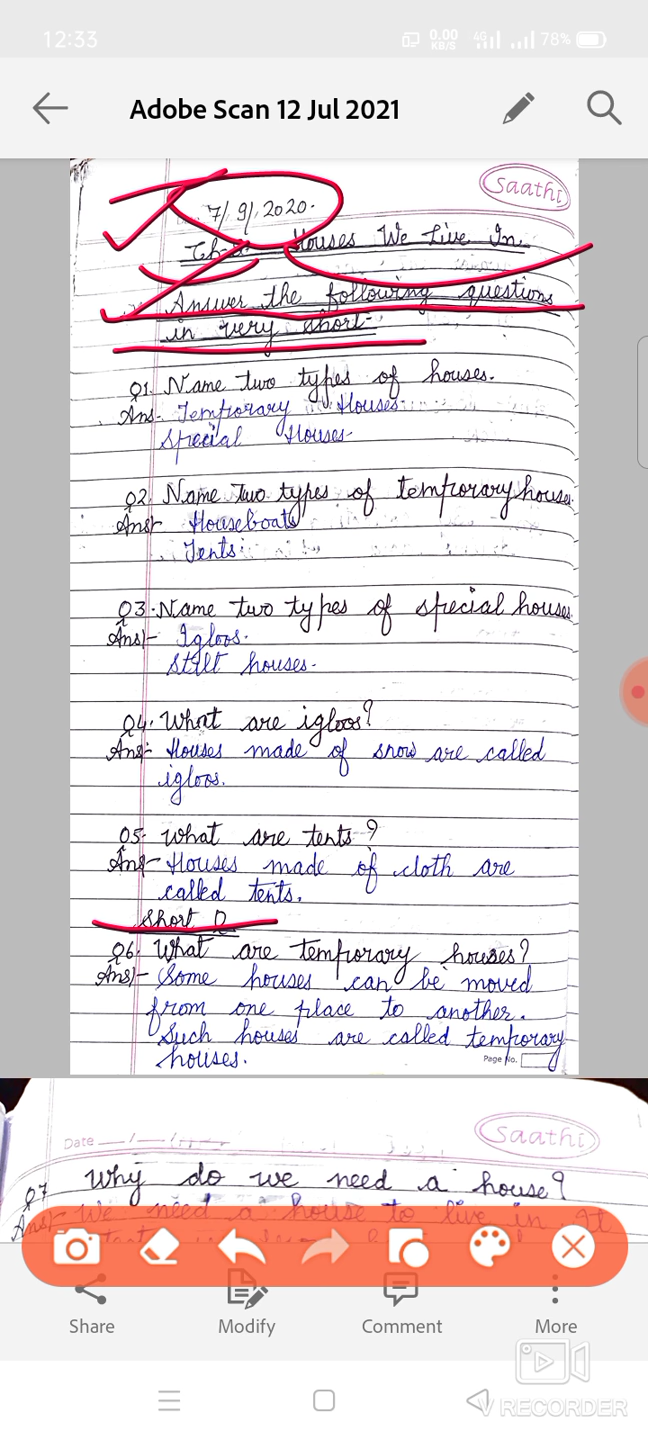 12:33
0.00 KB/S 4G 78%
Adobe Scan 12 Jul 2021
Saathi
7/9/2020.
Houses We Live In
Answer the following questions
in very short
Q1. Name two types of houses.
Ans- Temporary Houses
Special Houses
Q2 Name two types of temporary house
Ans- Houseboats
Tents
Q3. Name two types of special houses
Ans- Igloos.
Stilt houses.
Q4. What are igloos?
Ans- Houses made of snow are called
igloos.
Q5. What are tents?
Ans- Houses made of cloth are
called tents.
Short Q
Q6. What are temporary houses?
Ans- Some houses can be moved
from one place to another.
Such houses are called temporary
houses.
Page No.
Date
Saathi
Q7 Why do we need a house?
Ans- We need a house to live in. It
Share Modify Comment More
V RECORDER